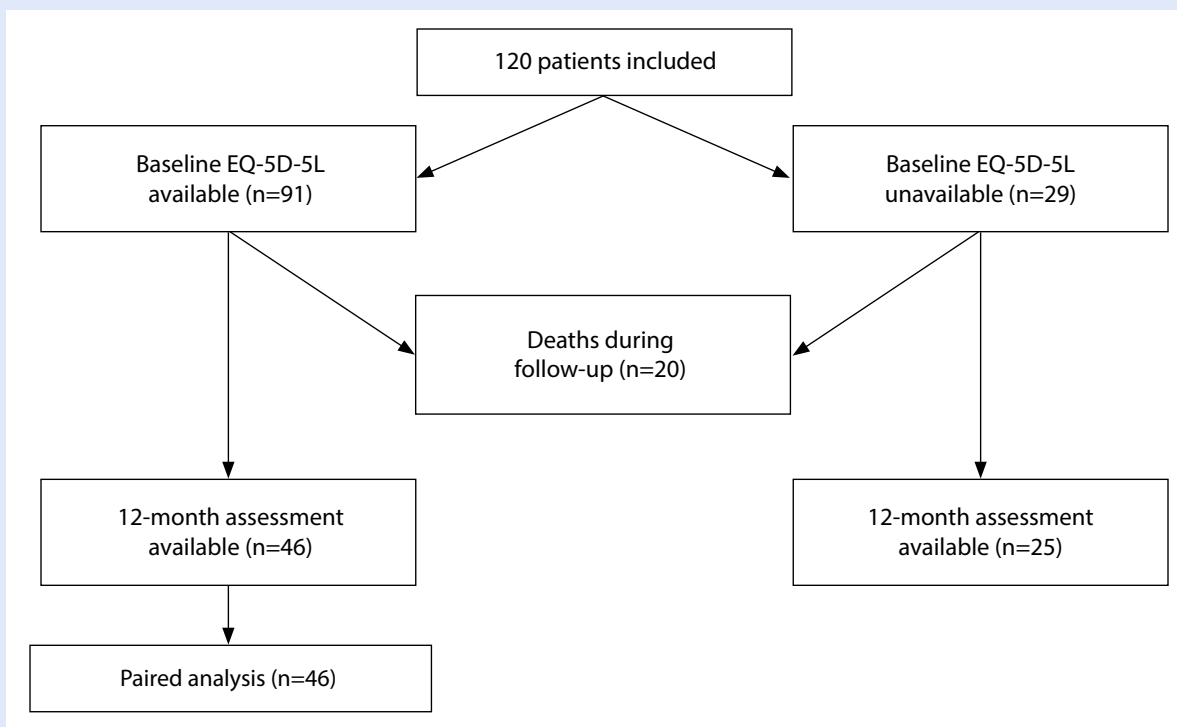 120 patients included
Baseline EQ-5D-5L
available (n=91)
Baseline EQ-5D-5L
unavailable (n=29)
Deaths during
follow-up (n=20)
12-month assessment
available (n=46)
12-month assessment
available (n=25)
Paired analysis (n=46)